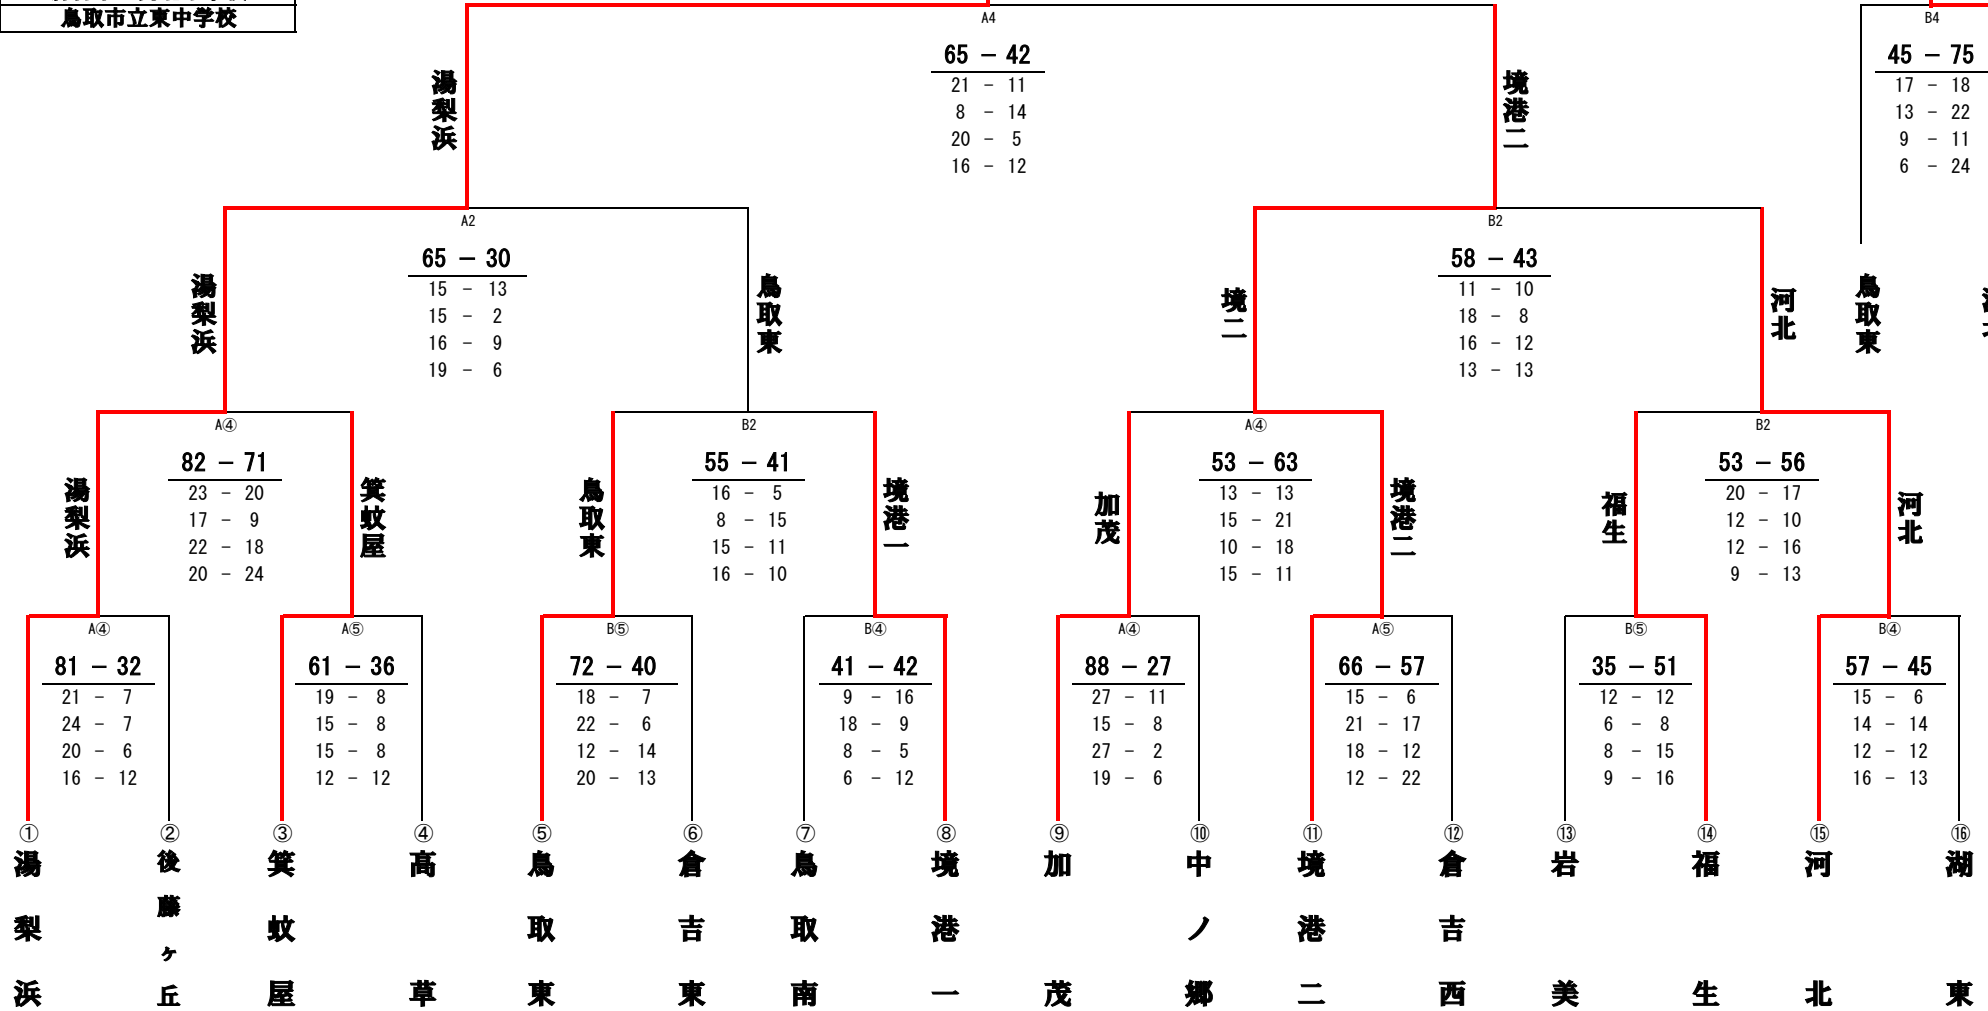 鳥取市立東中学校
A4
65 － 42
21 － 11
8 － 14
20 － 5
16 － 12
湯梨浜
境港二
B4
45 － 75
17 － 18
13 － 22
9 － 11
6 － 24
鳥取東
A2
65 － 30
15 － 13
15 － 2
16 － 9
19 － 6
湯梨浜
鳥取東
B2
58 － 43
11 － 10
18 － 8
16 － 12
13 － 13
境二
河北
A④
82 － 71
23 － 20
17 － 9
22 － 18
20 － 24
湯梨浜
箕蚊屋
B2
55 － 41
16 － 5
8 － 15
15 － 11
16 － 10
鳥取東
境港一
A④
53 － 63
13 － 13
15 － 21
10 － 18
15 － 11
加茂
境港二
B2
53 － 56
20 － 17
12 － 10
12 － 16
9 － 13
福生
河北
A④
81 － 32
21 － 7
24 － 7
20 － 6
16 － 12
A⑤
61 － 36
19 － 8
15 － 8
15 － 8
12 － 12
B⑤
72 － 40
18 － 7
22 － 6
12 － 14
20 － 13
B④
41 － 42
9 － 16
18 － 9
8 － 5
6 － 12
A④
88 － 27
27 － 11
15 － 8
27 － 2
19 － 6
A⑤
66 － 57
15 － 6
21 － 17
18 － 12
12 － 22
B⑤
35 － 51
12 － 12
6 － 8
8 － 15
9 － 16
B④
57 － 45
15 － 6
14 － 14
12 － 12
16 － 13
① 湯梨浜
② 後藤ヶ丘
③ 箕蚊屋
④ 高草
⑤ 鳥取東
⑥ 倉吉東
⑦ 鳥取南
⑧ 境港一
⑨ 加茂
⑩ 中ノ郷
⑪ 境港二
⑫ 倉吉西
⑬ 岩美
⑭ 福生
⑮ 河北
⑯ 湖東